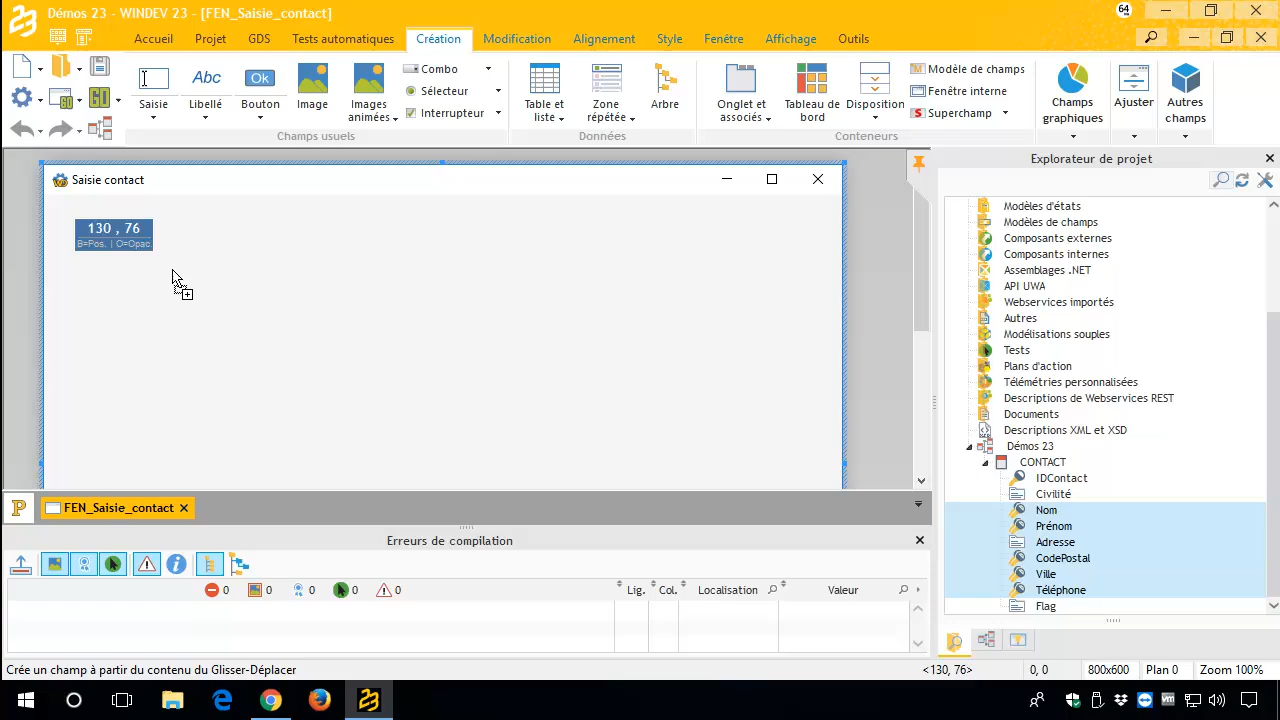 Démos 23 - WINDEV 23 - [FEN_Saisie_contact]
64
Accueil Projet GDS Tests automatiques Création Modification Alignement Style Fenêtre Affichage Outils
Saisie
Abc
Libellé
Ok
Bouton
Image
Images animées
Combo
Sélecteur
Interrupteur
Champs usuels
Table et liste
Zone répétée
Arbre
Données
Onglet et associés
Tableau de bord
Disposition
Modèle de champs
Fenêtre interne
Superchamp
Conteneurs
Champs graphiques
Ajuster
Autres champs
Saisie contact
130 , 76
B=Pos. | O=Opac.
Explorateur de projet
Modèles d'états
Modèles de champs
Composants externes
Composants internes
Assemblages .NET
API UWA
Webservices importés
Autres
Modélisations souples
Tests
Plans d'action
Télémétries personnalisées
Descriptions de Webservices REST
Documents
Descriptions XML et XSD
Démos 23
CONTACT
IDContact
Civilité
Nom
Prénom
Adresse
CodePostal
Ville
Téléphone
Flag
P
FEN_Saisie_contact
Erreurs de compilation
0 0 0 0 0 Lig. Col. Localisation Valeur
Crée un champ à partir du contenu du Glisser-Déplacer
<130, 76> 0, 0 800x600 Plan 0 Zoom 100%
23
vm